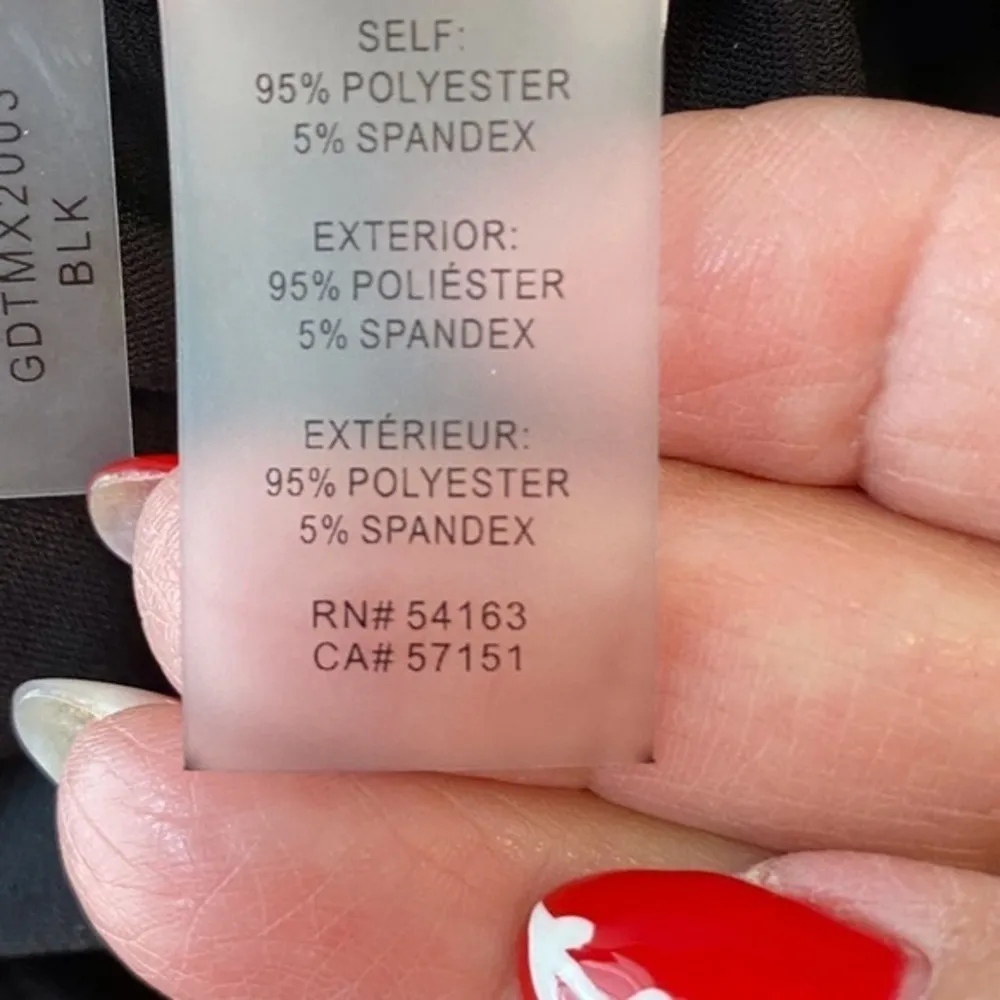 GDTMX2003
BLK
SELF:
95% POLYESTER
5% SPANDEX
EXTERIOR:
95% POLIÉSTER
5% SPANDEX
EXTÉRIEUR:
95% POLYESTER
5% SPANDEX
RN# 54163
CA# 57151